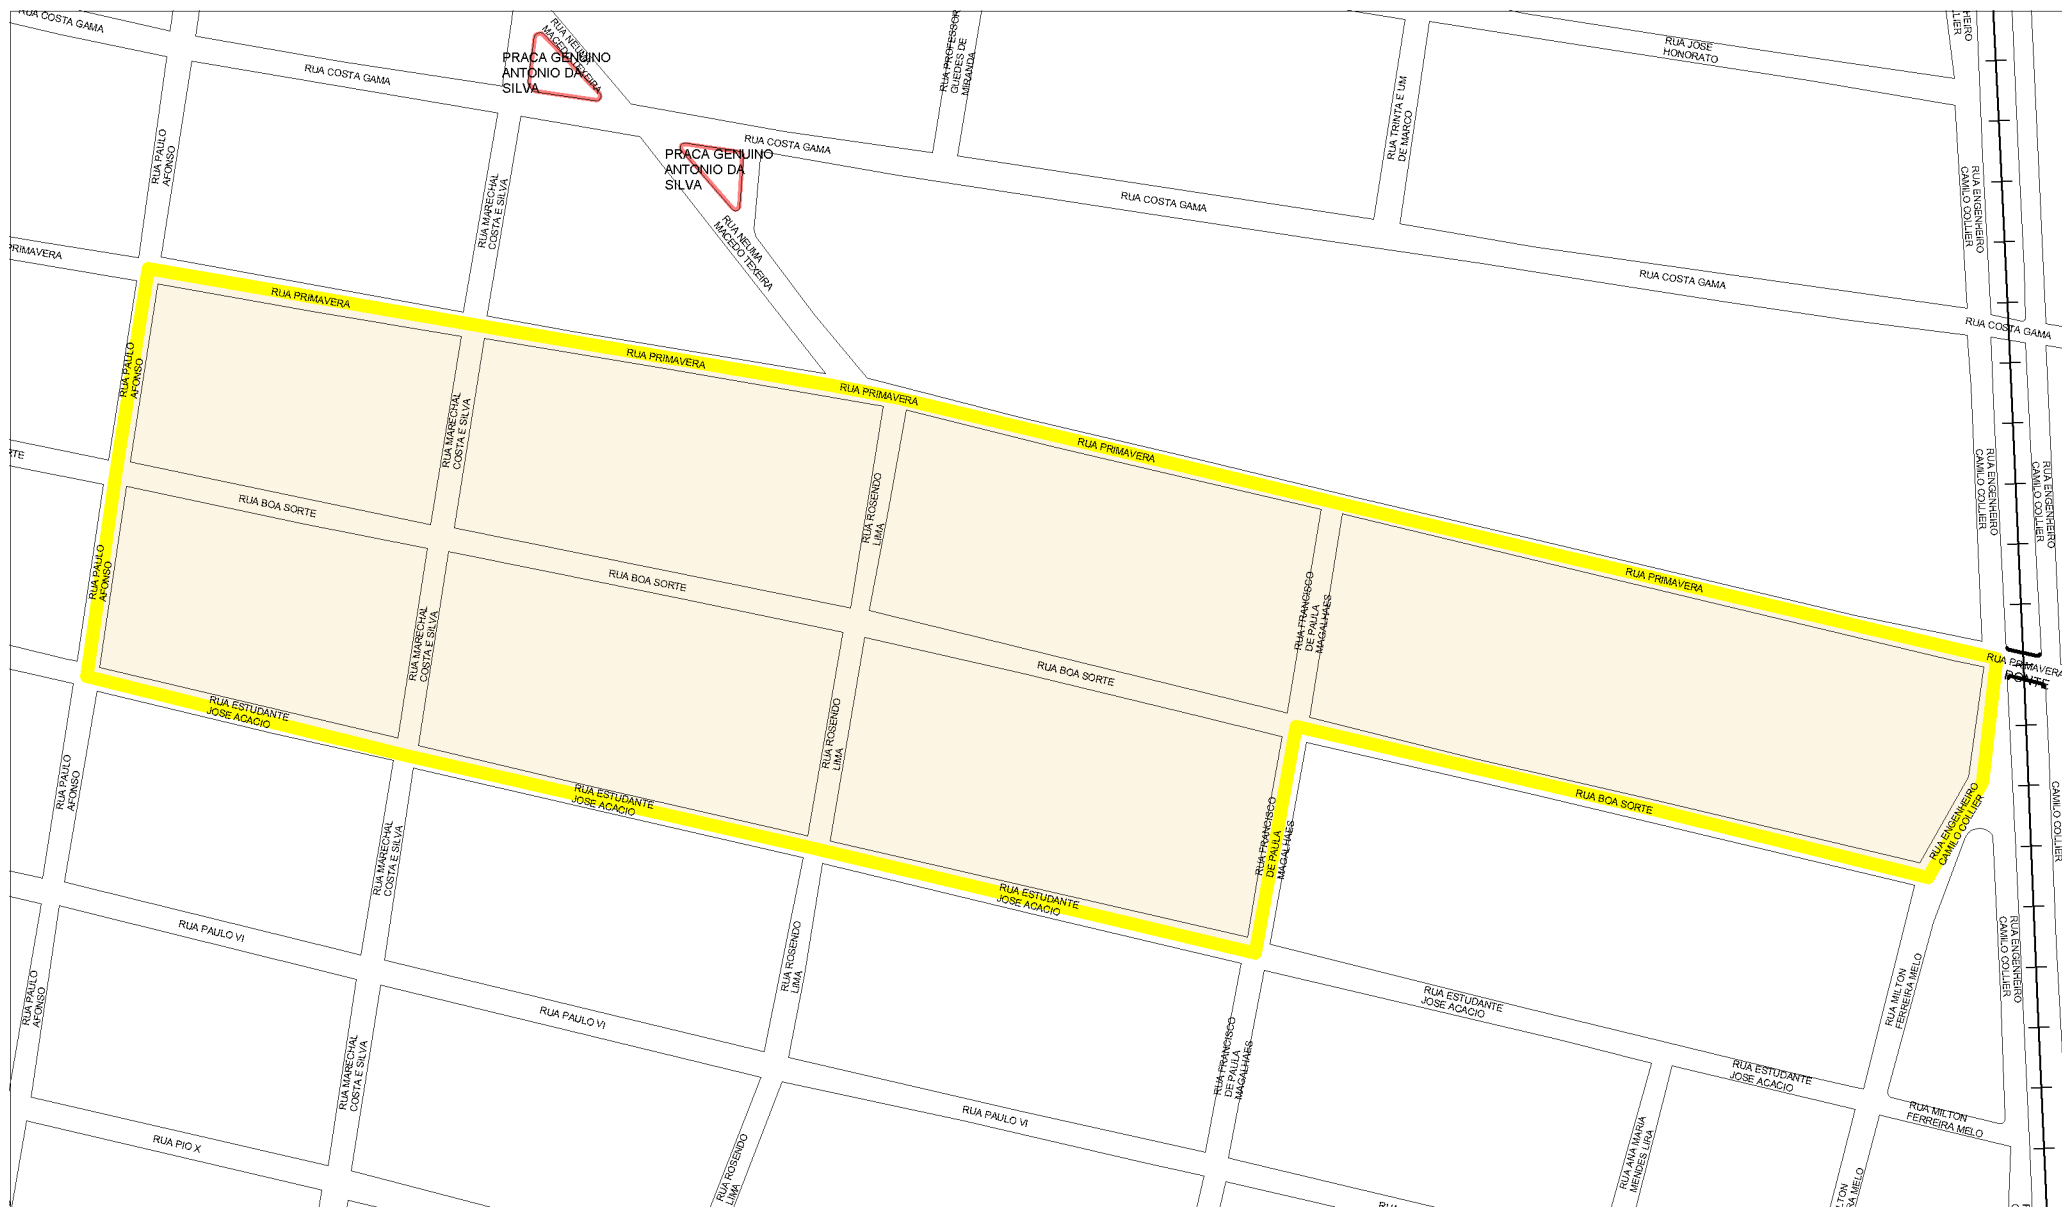 RUA COSTA GAMA
RUA COSTA GAMA
PRACA GENUINO
ANTONIO DA
SILVA
RUA NEUMA
MACEDO TEXEIRA
RUA PROFESSOR
GUEDES DE
MIRANDA
RUA JOSE
HONORATO
RUA TRINTA E UM
DE MARCO
RUA PAULO
AFONSO
RUA MARECHAL
COSTA E SILVA
PRACA GENUINO
ANTONIO DA
SILVA
RUA COSTA GAMA
RUA COSTA GAMA
RUA ENGENHEIRO
CAMILO COLLIER
RUA NEUMA
MACEDO TEXEIRA
RUA COSTA GAMA
RUA COSTA GAMA
PRIMAVERA
RUA PRIMAVERA
RUA PRIMAVERA
RUA PRIMAVERA
RUA PRIMAVERA
RUA PRIMAVERA
RUA PRIMAVERA
PONTE
RUA PAULO
AFONSO
RUA MARECHAL
COSTA E SILVA
RUA ROSENDO
LIMA
RUA ENGENHEIRO
CAMILO COLLIER
RUA ENGENHEIRO
CAMILO COLLIER
RTE
RUA BOA SORTE
RUA BOA SORTE
RUA BOA SORTE
RUA BOA SORTE
RUA PAULO
AFONSO
RUA MARECHAL
COSTA E SILVA
RUA ROSENDO
LIMA
RUA FRANCISCO
DE PAULA
MAGALHAES
RUA FRANCISCO
DE PAULA
MAGALHAES
RUA ENGENHEIRO
CAMILO COLLIER
CAMILO COLLIER
RUA ESTUDANTE
JOSE ACACIO
RUA ESTUDANTE
JOSE ACACIO
RUA ESTUDANTE
JOSE ACACIO
RUA ESTUDANTE
JOSE ACACIO
RUA ESTUDANTE
JOSE ACACIO
RUA PAULO
AFONSO
RUA MARECHAL
COSTA E SILVA
RUA ROSENDO
LIMA
RUA MILTON
FERREIRA MELO
RUA ENGENHEIRO
CAMILO COLLIER
RUA PAULO VI
RUA PAULO VI
RUA PAULO VI
RUA PAULO
AFONSO
RUA MARECHAL
COSTA E SILVA
RUA FRANCISCO
DE PAULA
MAGALHAES
RUA MILTON
FERREIRA MELO
RUA PIO X
RUA ROSENDO
LIMA
RUA ANA MARIA
MENDES LIRA
LTON
RA MELO